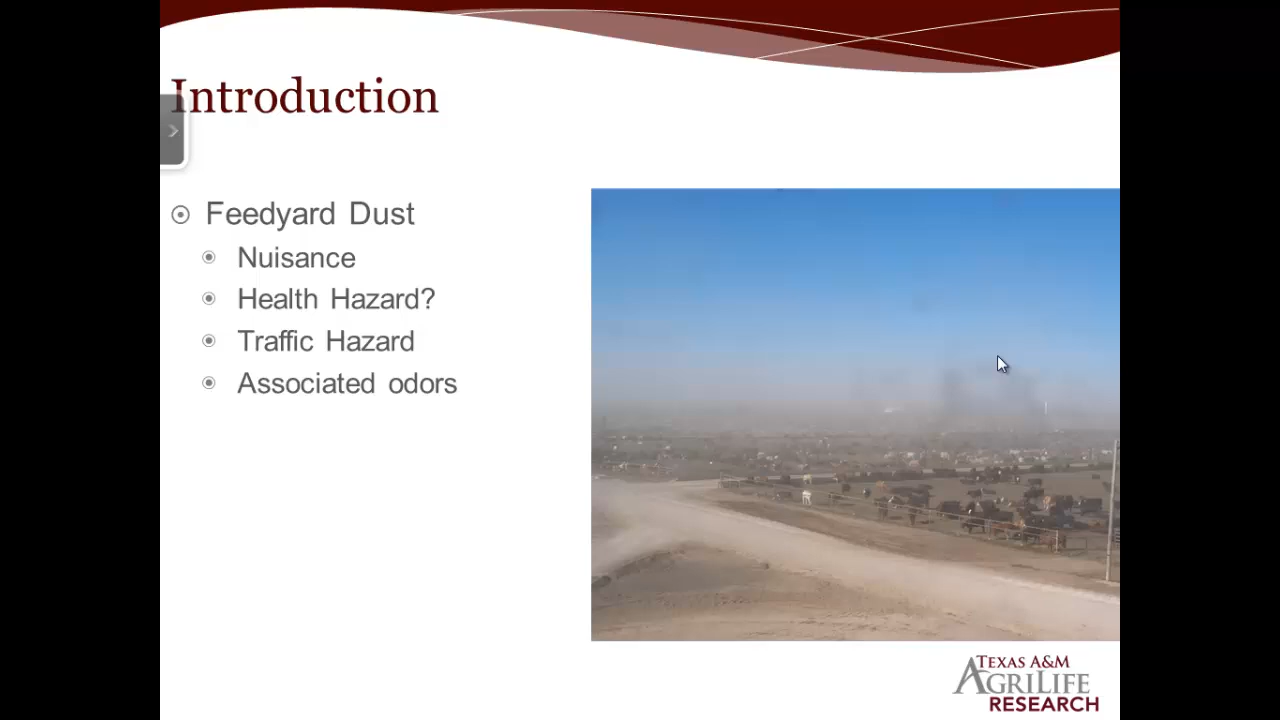 Introduction
Feedyard Dust
Nuisance
Health Hazard?
Traffic Hazard
Associated odors
TEXAS A&M
AGRILIFE
RESEARCH